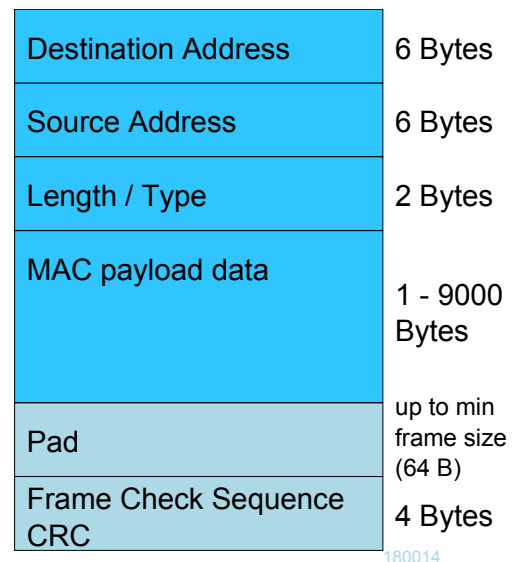 Destination Address
6 Bytes
Source Address
6 Bytes
Length / Type
2 Bytes
MAC payload data
1 - 9000
Bytes
Pad
up to min
frame size
(64 B)
Frame Check Sequence
CRC
4 Bytes
180014